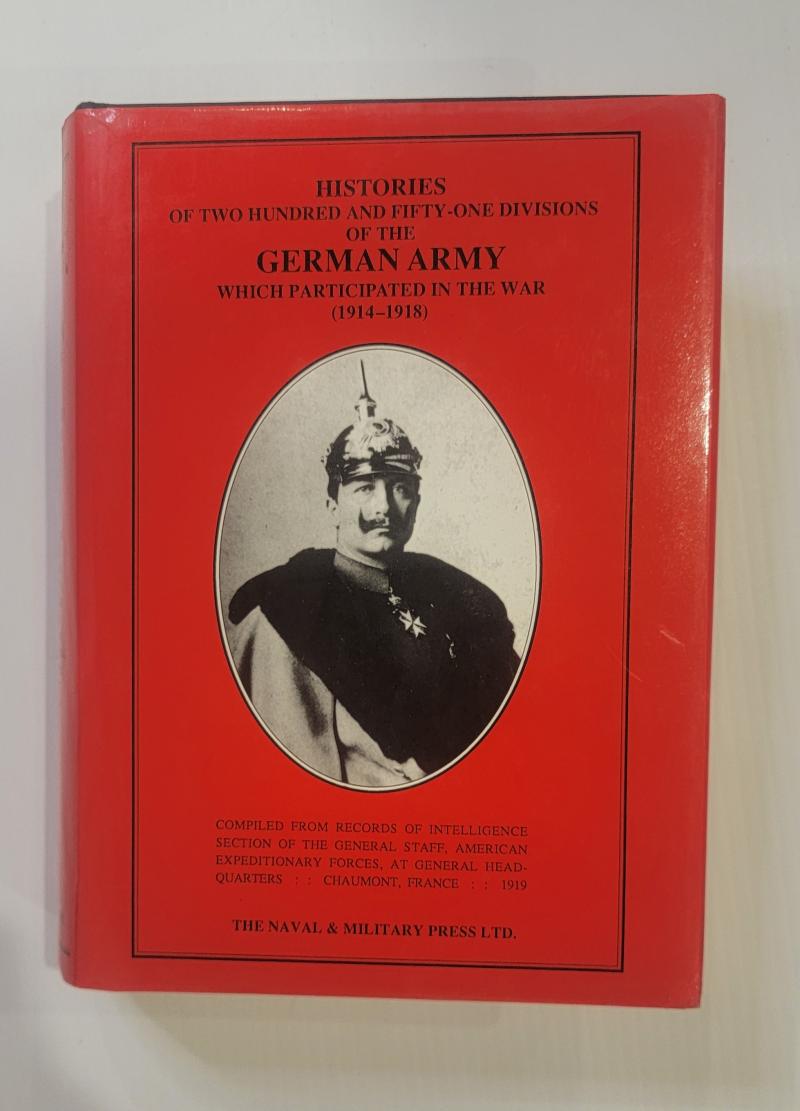 HISTORIES
OF TWO HUNDRED AND FIFTY-ONE DIVISIONS
OF THE
GERMAN ARMY
WHICH PARTICIPATED IN THE WAR
(1914–1918)
COMPILED FROM RECORDS OF INTELLIGENCE
SECTION OF THE GENERAL STAFF, AMERICAN
EXPEDITIONARY FORCES, AT GENERAL HEAD-
QUARTERS : : CHAUMONT, FRANCE : : 1919
THE NAVAL & MILITARY PRESS LTD.